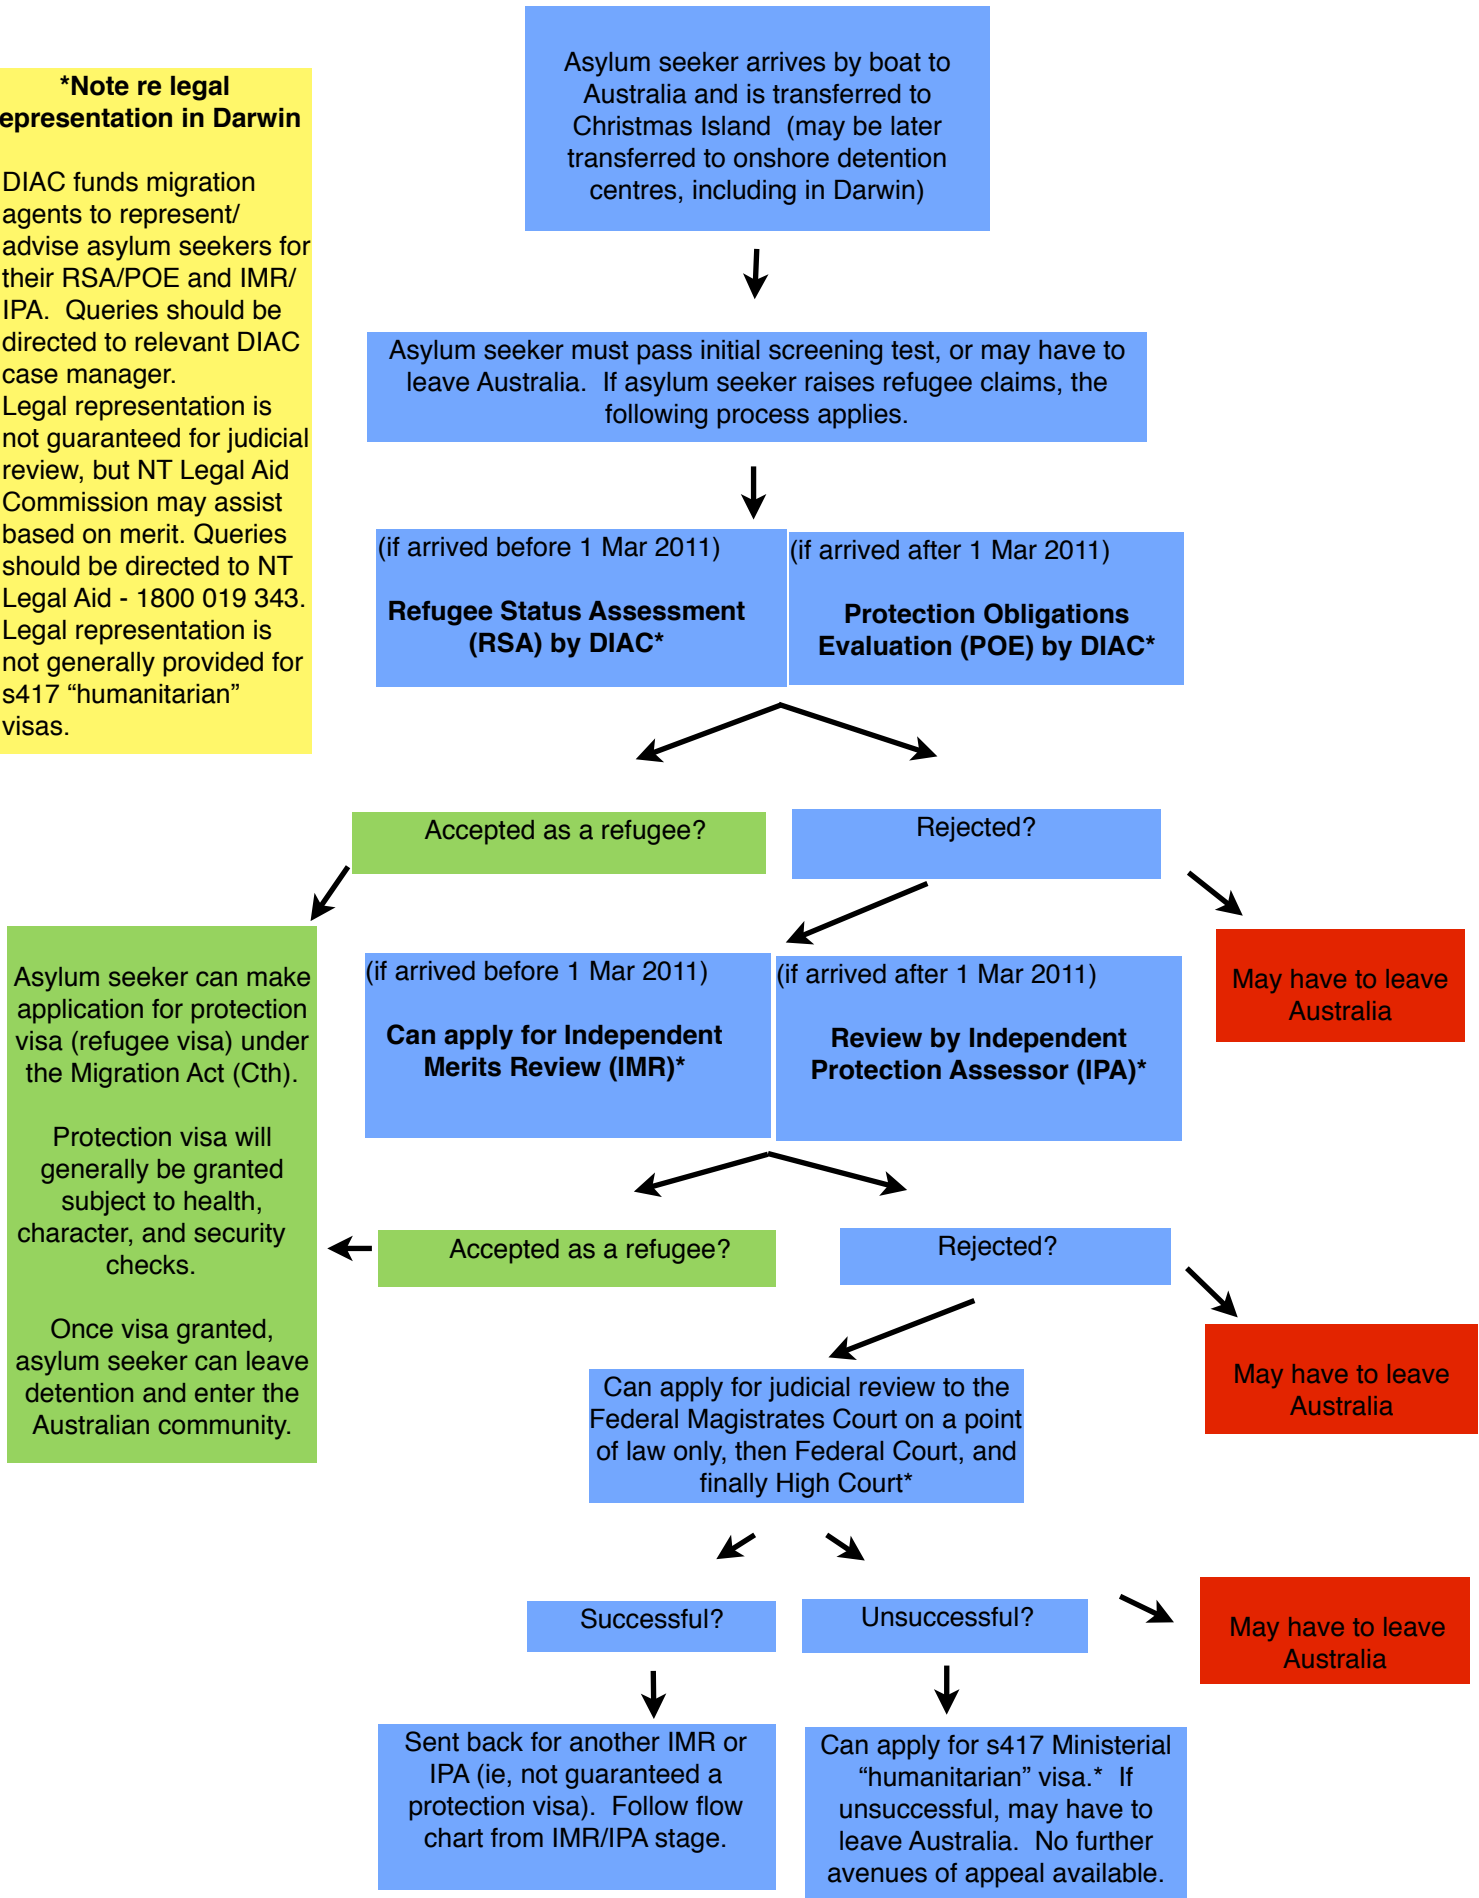 Asylum seeker arrives by boat to
Australia and is transferred to
Christmas Island (may be later
transferred to onshore detention
centres, including in Darwin)
*Note re legal
epresentation in Darwin
DIAC funds migration
agents to represent/
advise asylum seekers for
their RSA/POE and IMR/
IPA. Queries should be
directed to relevant DIAC
case manager.
Legal representation is
not guaranteed for judicial
review, but NT Legal Aid
Commission may assist
based on merit. Queries
should be directed to NT
Legal Aid - 1800 019 343.
Legal representation is
not generally provided for
s417 “humanitarian”
visas.
Asylum seeker must pass initial screening test, or may have to
leave Australia. If asylum seeker raises refugee claims, the
following process applies.
(if arrived before 1 Mar 2011)
Refugee Status Assessment
(RSA) by DIAC*
(if arrived after 1 Mar 2011)
Protection Obligations
Evaluation (POE) by DIAC*
Accepted as a refugee?
Rejected?
Asylum seeker can make
application for protection
visa (refugee visa) under
the Migration Act (Cth).
Protection visa will
generally be granted
subject to health,
character, and security
checks.
Once visa granted,
asylum seeker can leave
detention and enter the
Australian community.
(if arrived before 1 Mar 2011)
Can apply for Independent
Merits Review (IMR)*
(if arrived after 1 Mar 2011)
Review by Independent
Protection Assessor (IPA)*
May have to leave
Australia
Accepted as a refugee?
Rejected?
May have to leave
Australia
Can apply for judicial review to the
Federal Magistrates Court on a point
of law only, then Federal Court, and
finally High Court*
Successful?
Unsuccessful?
May have to leave
Australia
Sent back for another IMR or
IPA (ie, not guaranteed a
protection visa). Follow flow
chart from IMR/IPA stage.
Can apply for s417 Ministerial
“humanitarian” visa.* If
unsuccessful, may have to
leave Australia. No further
avenues of appeal available.